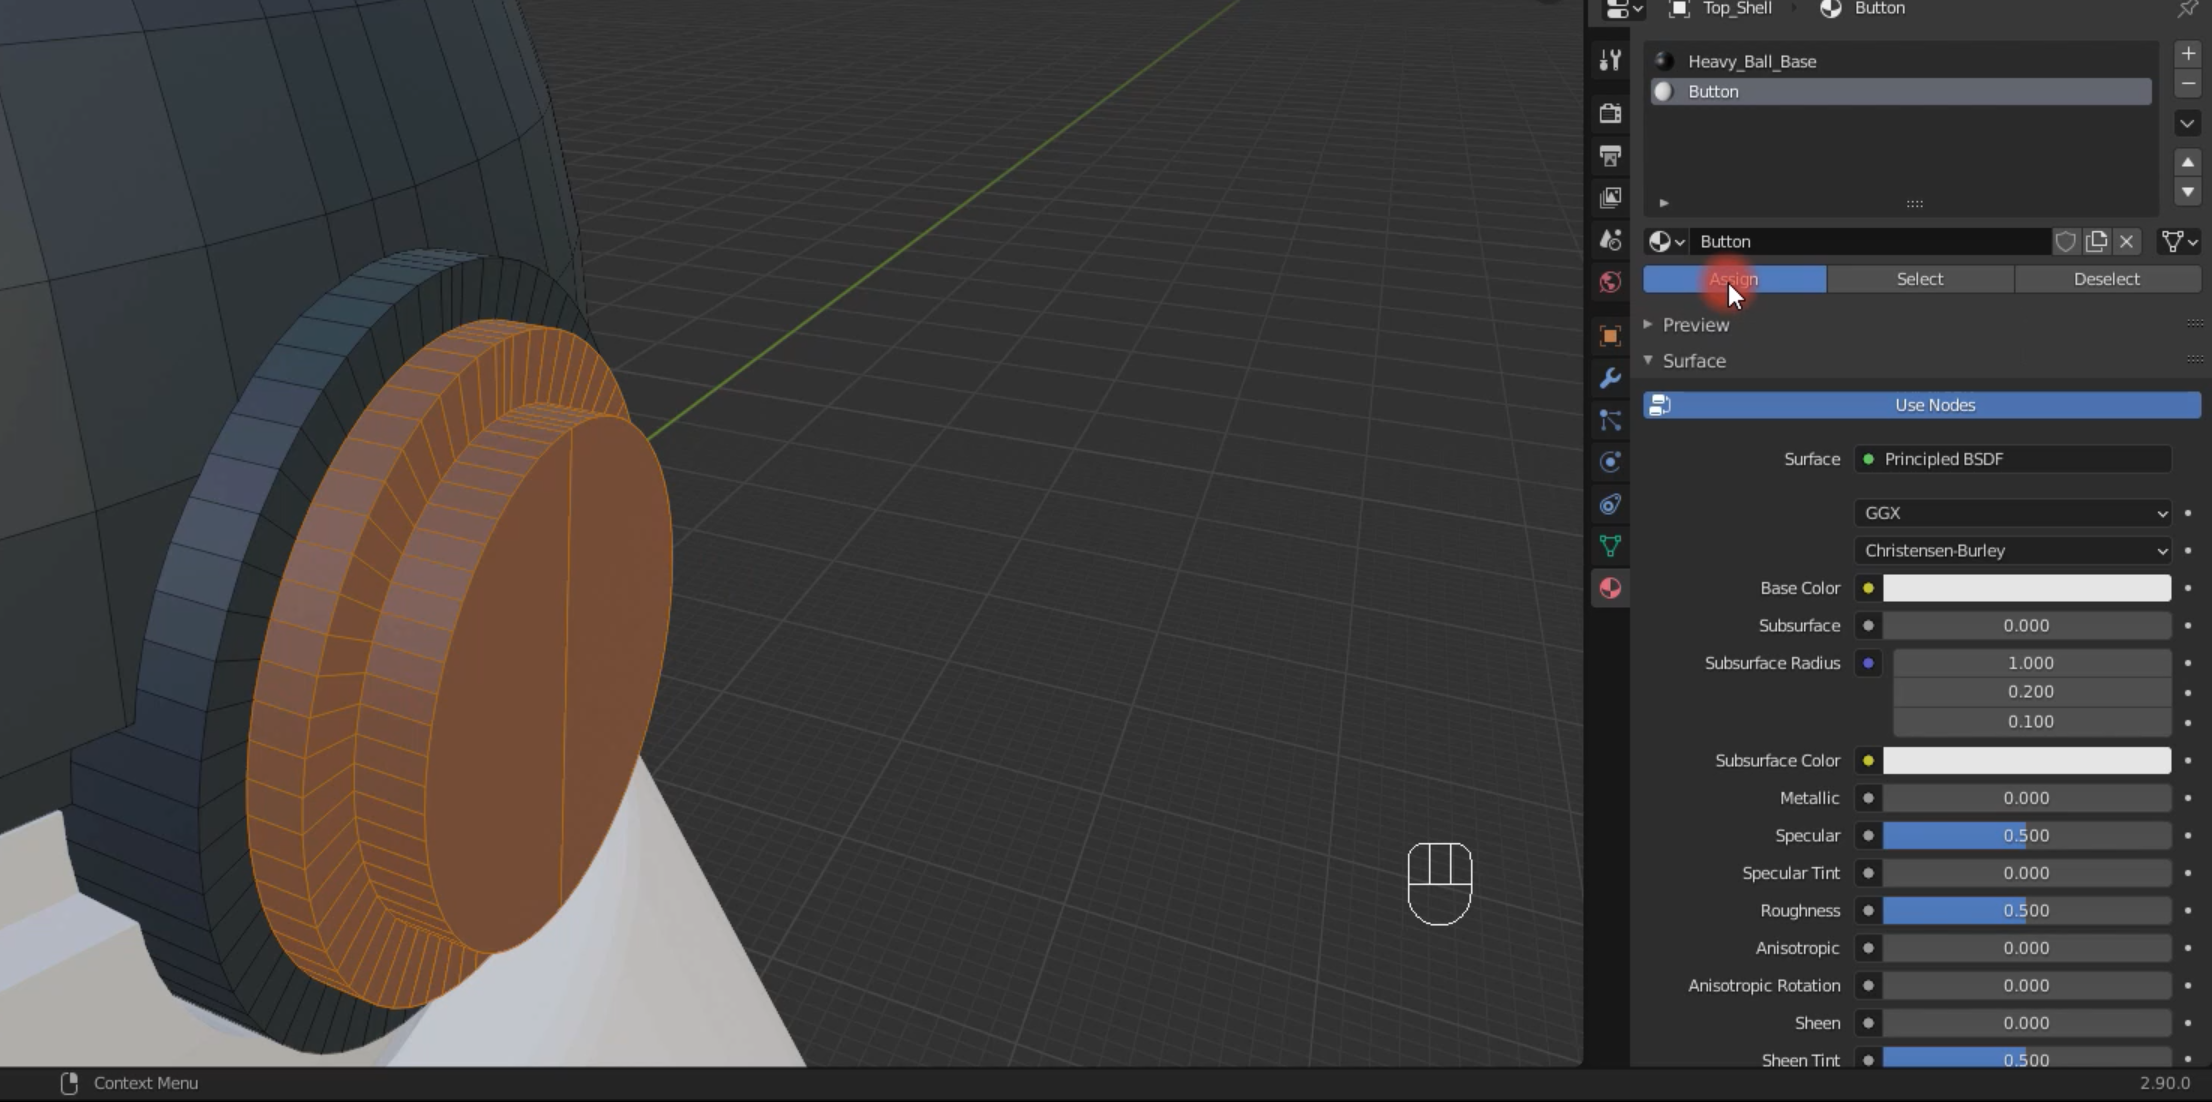 Top_Shell > Button
Heavy_Ball_Base
Button
Button
Assign Select Deselect
Preview
Surface
Use Nodes
Surface Principled BSDF
GGX
Christensen-Burley
Base Color
Subsurface 0.000
Subsurface Radius 1.000
0.200
0.100
Subsurface Color
Metallic 0.000
Specular 0.500
Specular Tint 0.000
Roughness 0.500
Anisotropic 0.000
Anisotropic Rotation 0.000
Sheen 0.000
Sheen Tint 0.500
Context Menu 2.90.0